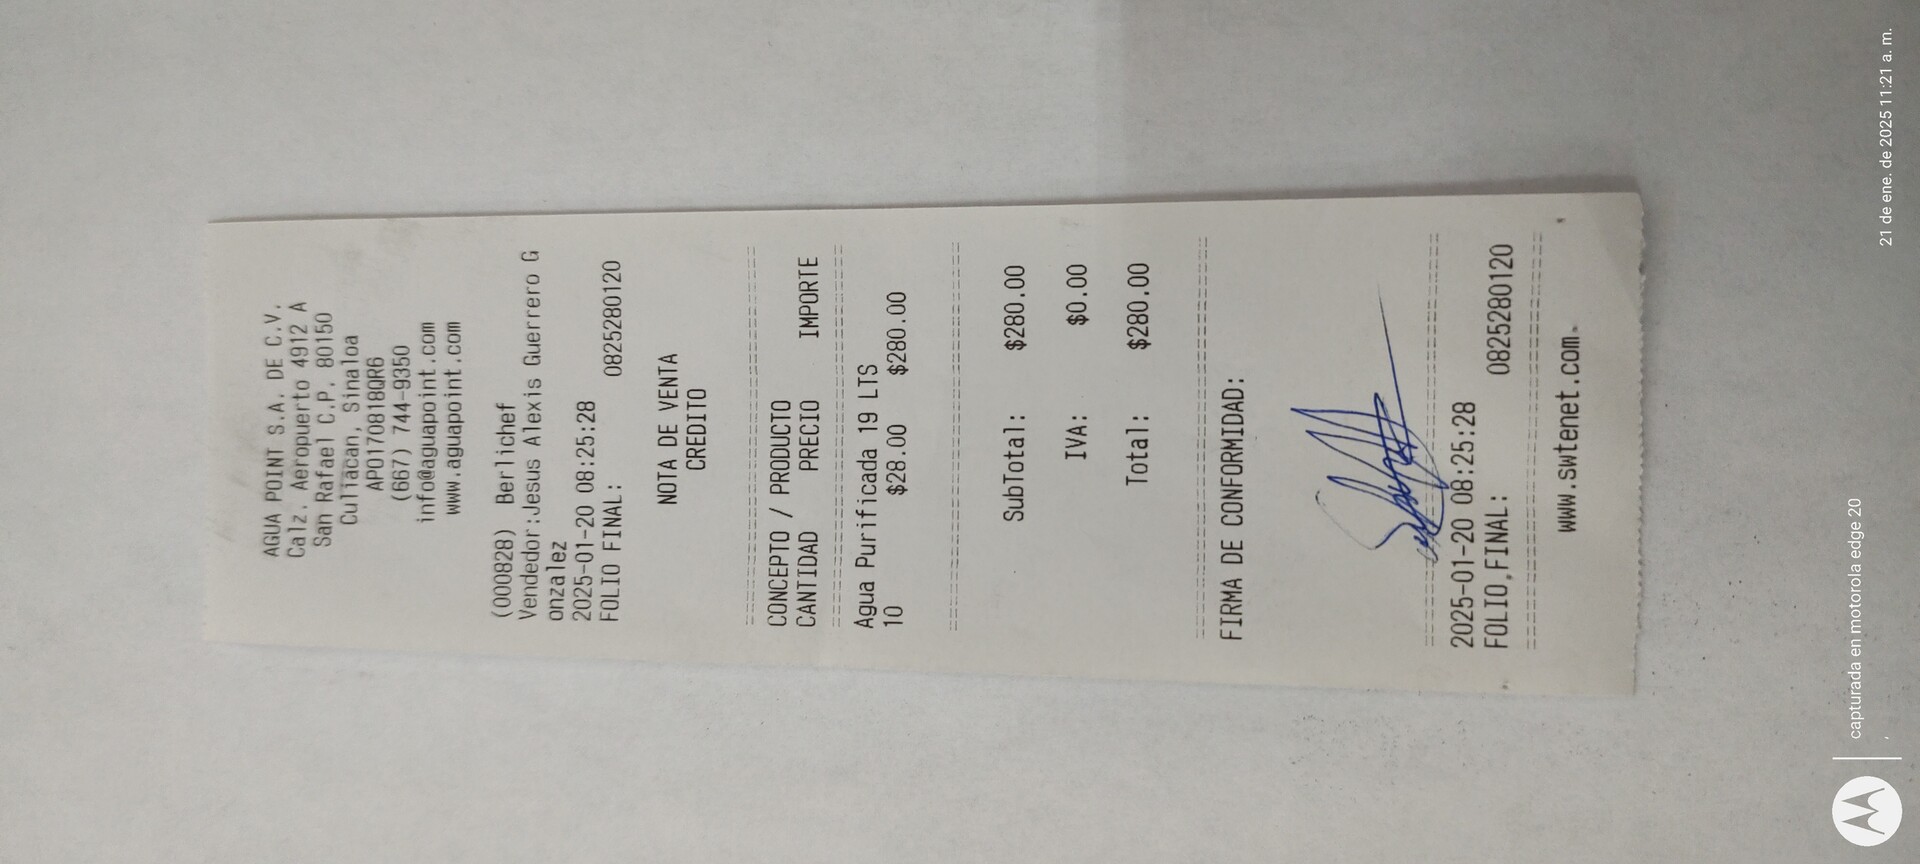 AGUA POINT S.A. DE C.V.
Calz. Aeropuerto 4912 A
San Rafael C.P. 80150
Culiacan, Sinaloa
APO170818QR6
(667) 744-9350
info@aguapoint.com
www.aguapoint.com
(000828) Berlichef
Vendedor:Jesus Alexis Guerrero G
onzalez
2025-01-20 08:25:28
FOLIO FINAL: 0825280120
NOTA DE VENTA
CREDITO
CONCEPTO / PRODUCTO
CANTIDAD PRECIO IMPORTE
Agua Purificada 19 LTS
10 $28.00 $280.00
SubTotal: $280.00
IVA: $0.00
Total: $280.00
FIRMA DE CONFORMIDAD:
2025-01-20 08:25:28
FOLIO FINAL: 0825280120
www.swtenet.com.
capturada en motorola edge 20
21 de ene. de 2025 11:21 a. m.